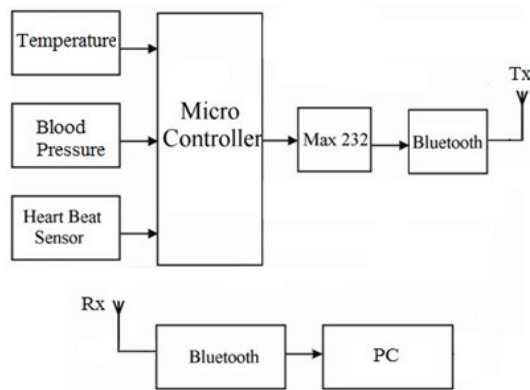 Temperature
Blood
Pressure
Heart Beat
Sensor
Micro
Controller
Max 232
Bluetooth
Tx
Rx
Bluetooth
PC